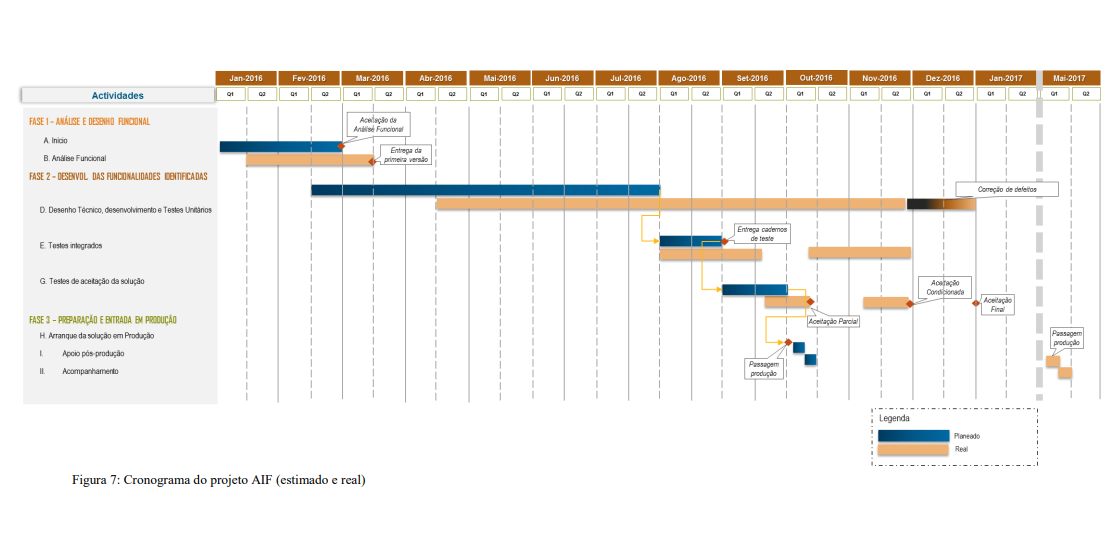 Jan-2016 Fev-2016 Mar-2016 Abr-2016 Mai-2016 Jun-2016 Jul-2016 Ago-2016 Set-2016 Out-2016 Nov-2016 Dez-2016 Jan-2017 Mai-2017
Actividades Q1 Q2 Q1 Q2 Q1 Q2 Q1 Q2 Q1 Q2 Q1 Q2 Q1 Q2 Q1 Q2 Q1 Q2 Q1 Q2 Q1 Q2 Q1 Q2 Q1 Q2 Q1 Q2
FASE 1 – ANÁLISE E DESENHO FUNCIONAL
Aceitação da
Análise Funcional
A. Início
Entrega da
primeira versão
B. Análise Funcional
FASE 2 – DESENVOL. DAS FUNCIONALIDADES IDENTIFICADAS
Correção de defeitos
D. Desenho Técnico, desenvolvimento e Testes Unitários
Entrega cadernos
de teste
E. Testes integrados
G. Testes de aceitação da solução
Aceitação
Condicionada
Aceitação
Final
Aceitação Parcial
FASE 3 – PREPARAÇÃO E ENTRADA EM PRODUÇÃO
H. Arranque da solução em Produção
Passagem
produção
I. Apoio pós-produção
Passagem
produção
II. Acompanhamento
Legenda
Planeado
Real
Figura 7: Cronograma do projeto AIF (estimado e real)